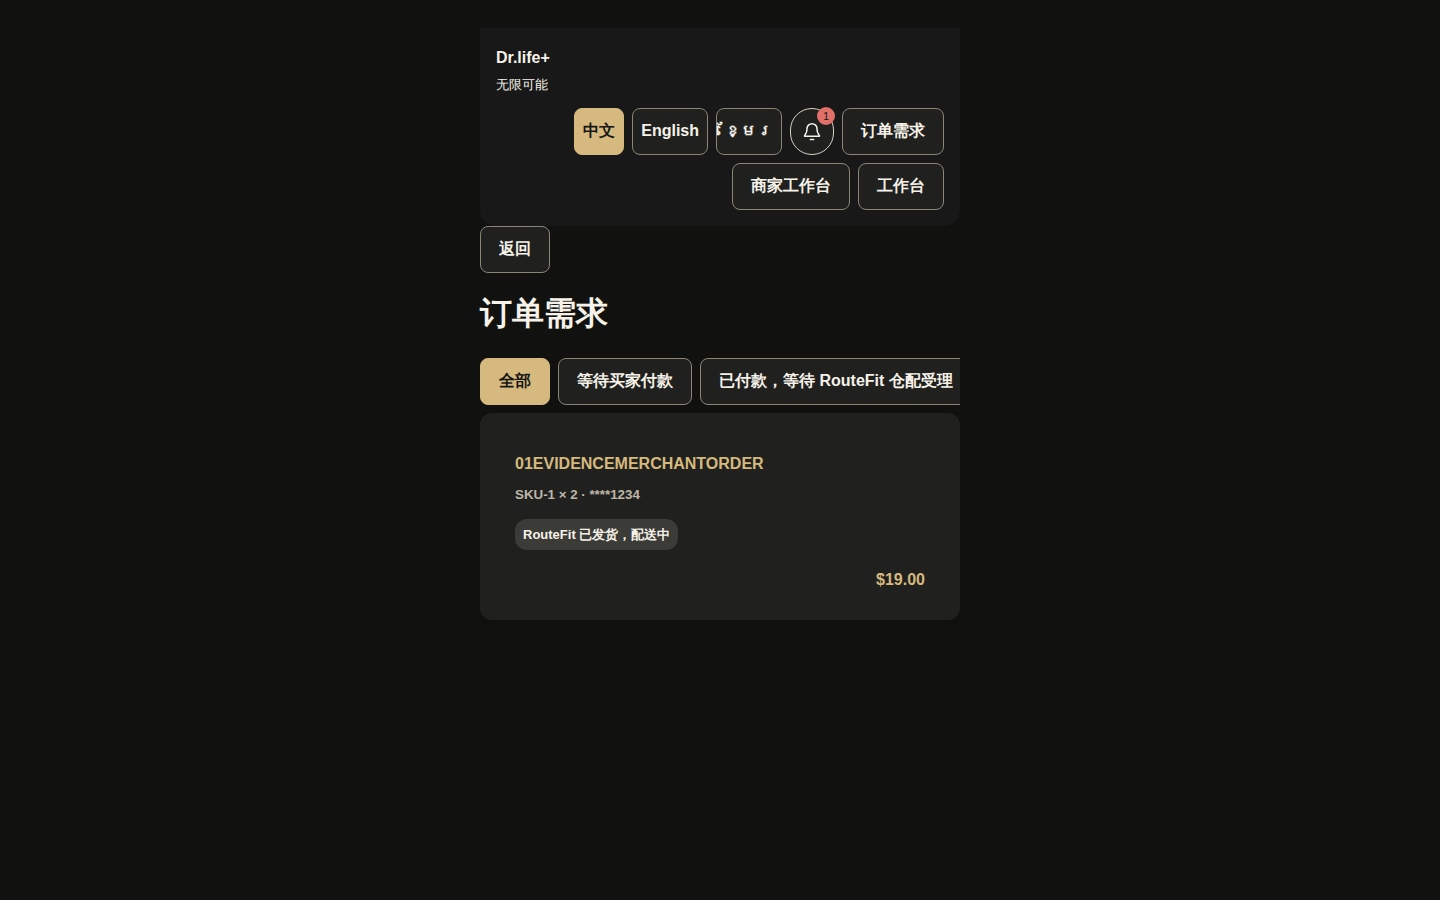 Dr.life+
无限可能
中文 English ខ្មែរ 1 订单需求
商家工作台 工作台
返回
订单需求
全部 等待买家付款 已付款，等待 RouteFit 仓配受理
01EVIDENCEMERCHANTORDER
SKU-1 × 2 · ****1234
RouteFit 已发货，配送中
$19.00